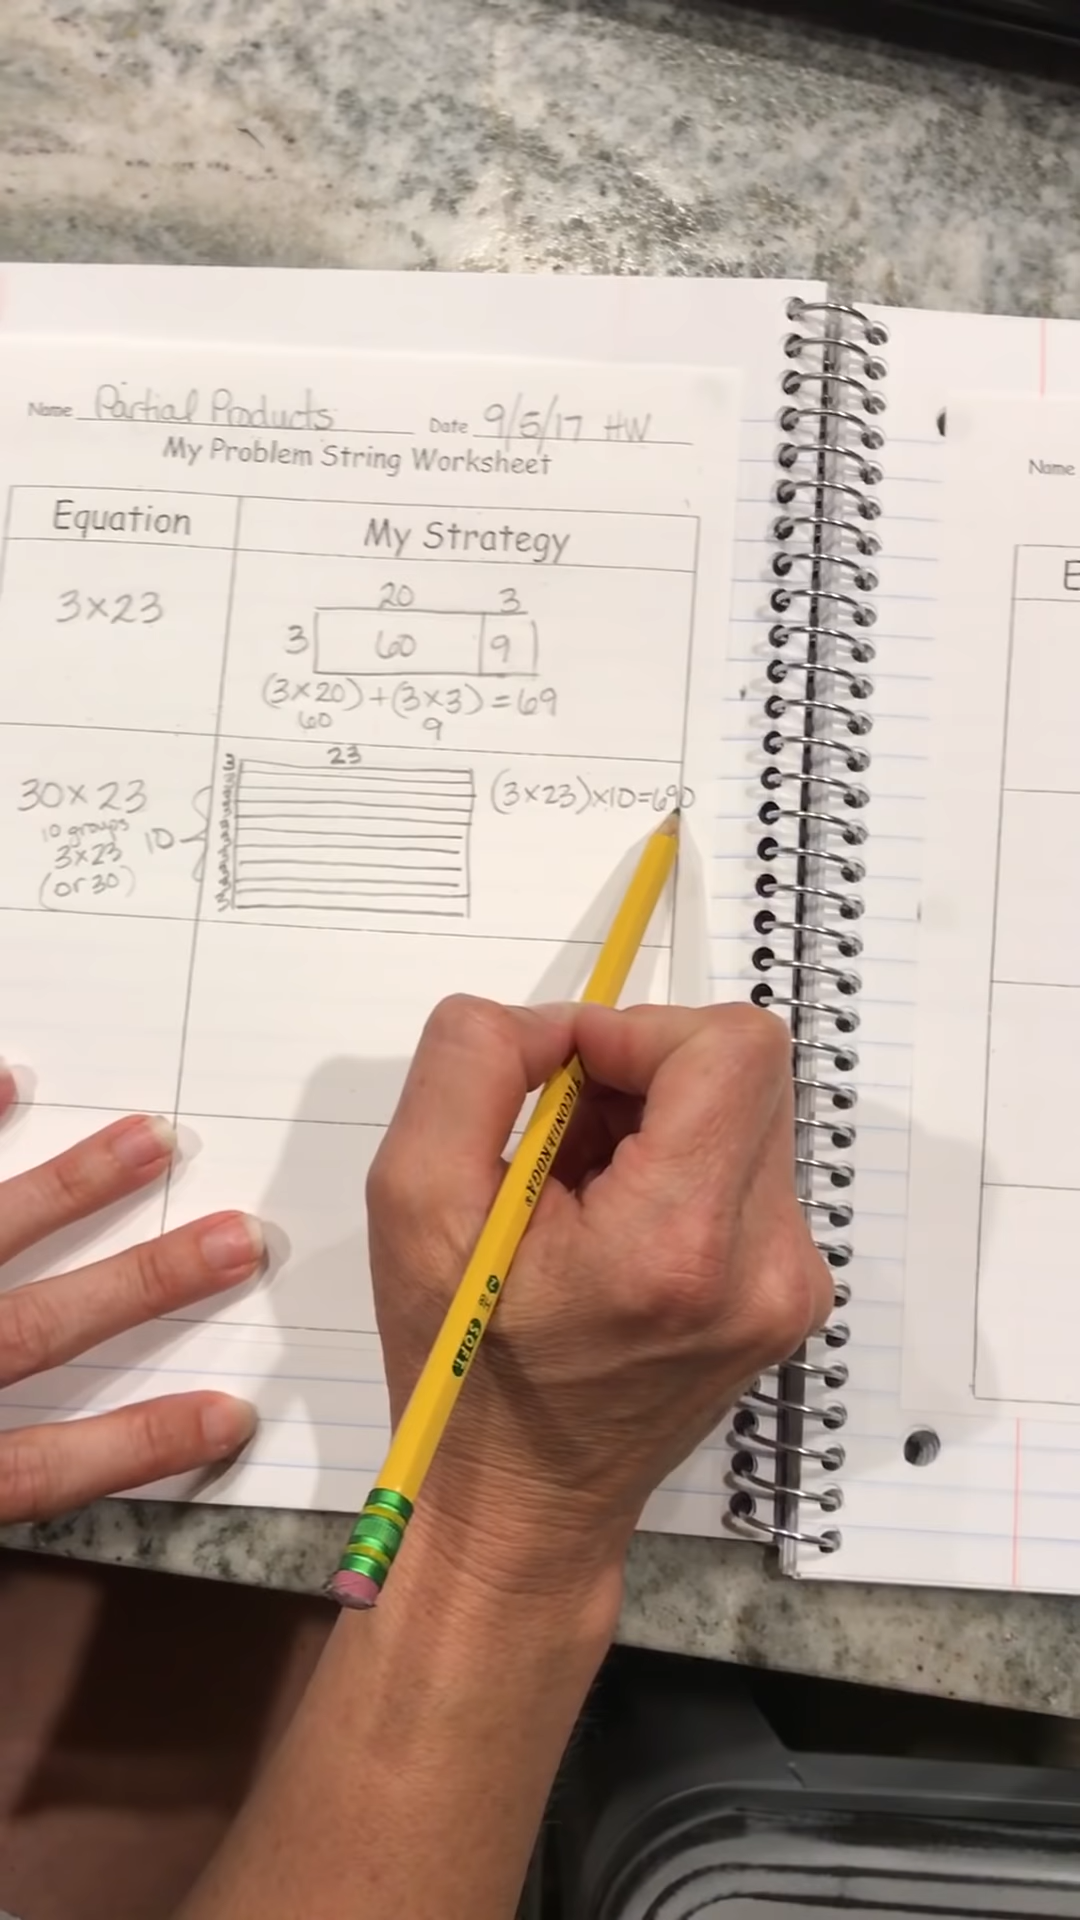 Name Partial Products Date 9/5/17 HW
My Problem String Worksheet
Equation My Strategy
3×23
20 3
3 60 9
(3×20)+(3×3)=69
60 9
30×23
10 groups
3×23
(or 30)
23
10
(3×23)×10=690
Name
E
TICONDEROGA®
2
SOFT